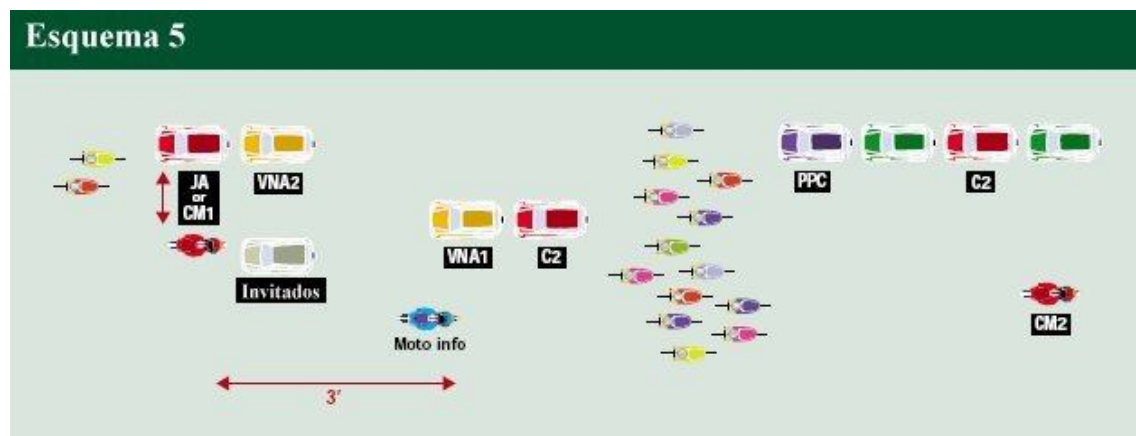 Esquema 5
JA
or
CM1
VNA2
PPC
C2
VNA1
C2
Invitados
CM2
Moto info
3'